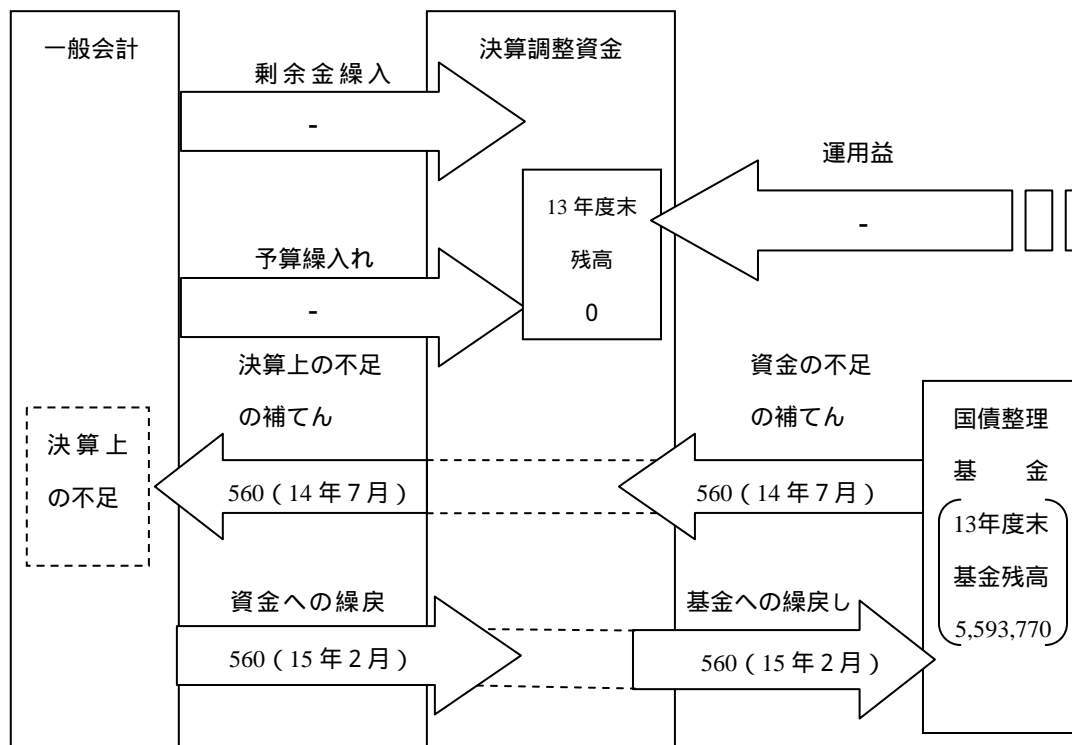 一般会計
決算調整資金
剰余金繰入
-
運用益
-
13年度末
残高
0
予算繰入れ
-
決算上の不足
の補てん
資金の不足
の補てん
国債整理
基金
13年度末
基金残高
5,593,770
決算上
の不足
560(14年7月)
560(14年7月)
資金への繰戻
基金への繰戻し
560(15年2月)
560(15年2月)